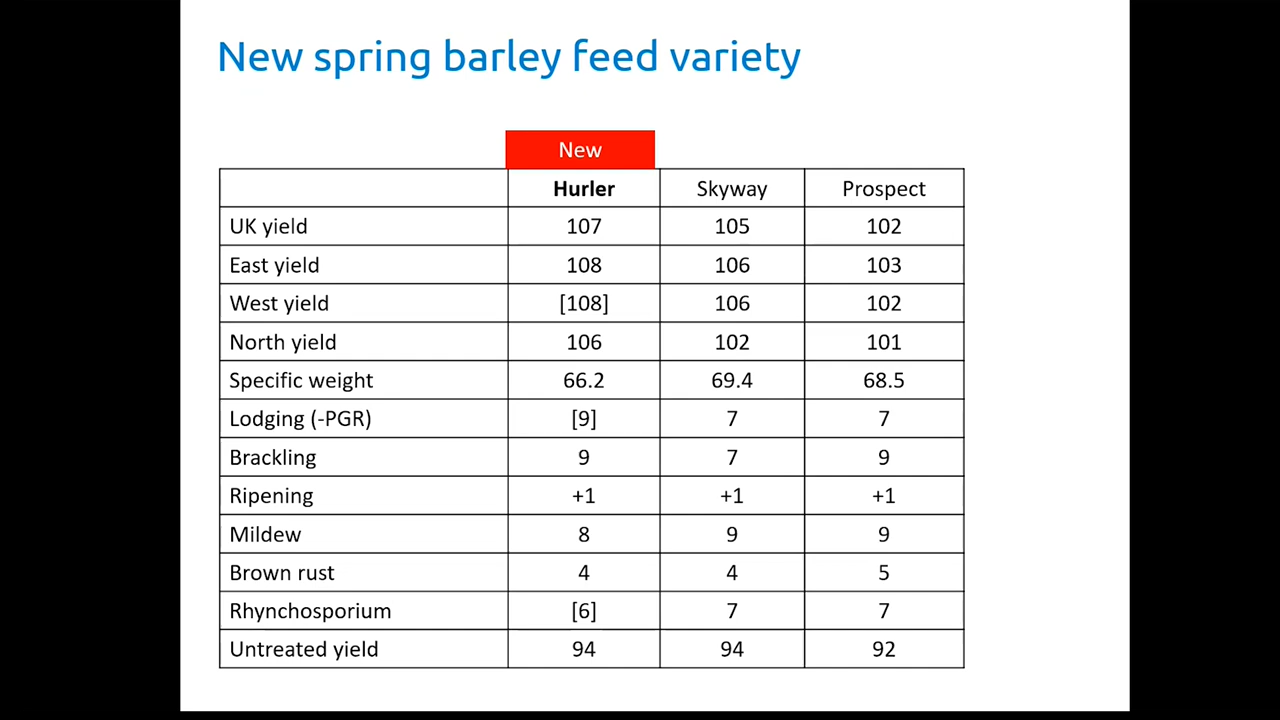 New spring barley feed variety
New
Hurler Skyway Prospect
UK yield 107 105 102
East yield 108 106 103
West yield [108] 106 102
North yield 106 102 101
Specific weight 66.2 69.4 68.5
Lodging (-PGR) [9] 7 7
Brackling 9 7 9
Ripening +1 +1 +1
Mildew 8 9 9
Brown rust 4 4 5
Rhynchosporium [6] 7 7
Untreated yield 94 94 92